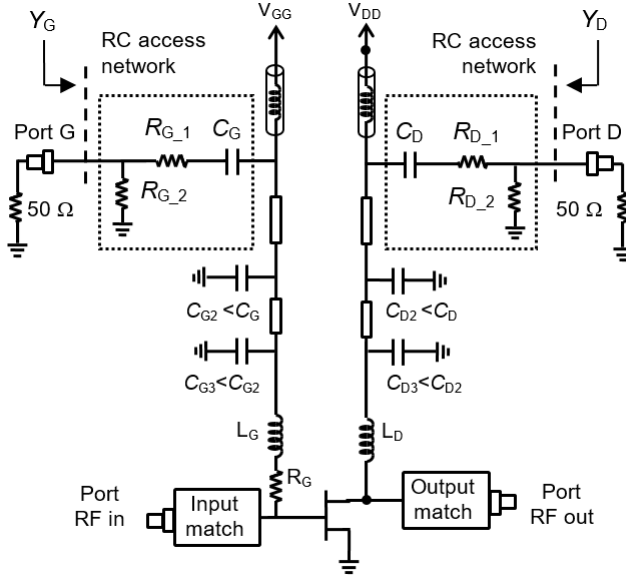 Y_G
RC access
network
V_GG
V_DD
RC access
network
Y_D
Port G
R_G_1
C_G
C_D
R_D_1
Port D
50 Ω
R_G_2
R_D_2
50 Ω
C_G2 <C_G
C_D2 <C_D
C_G3<C_G2
C_D3<C_D2
L_G
L_D
R_G
Port
RF in
Input
match
Output
match
Port
RF out